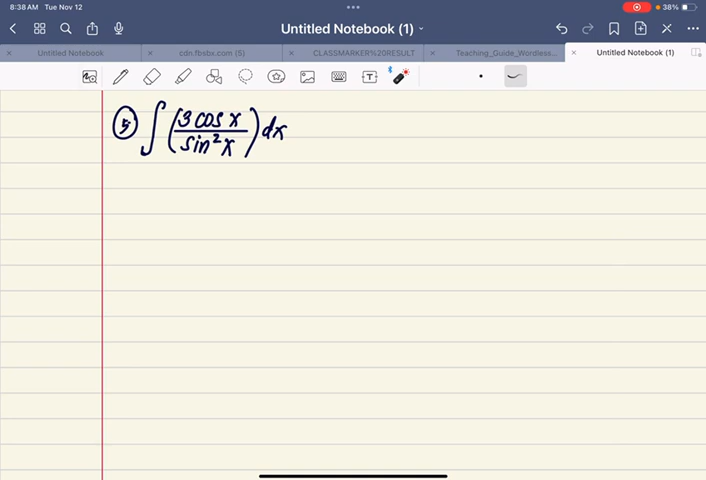 8:38 AM Tue Nov 12
38%
Untitled Notebook (1)
Untitled Notebook
cdn.fbsbx.com (5)
CLASSMARKER%20RESULT
Teaching_Guide_Wordless...
Untitled Notebook (1)
5 ∫ (3 cos x / sin²x) dx